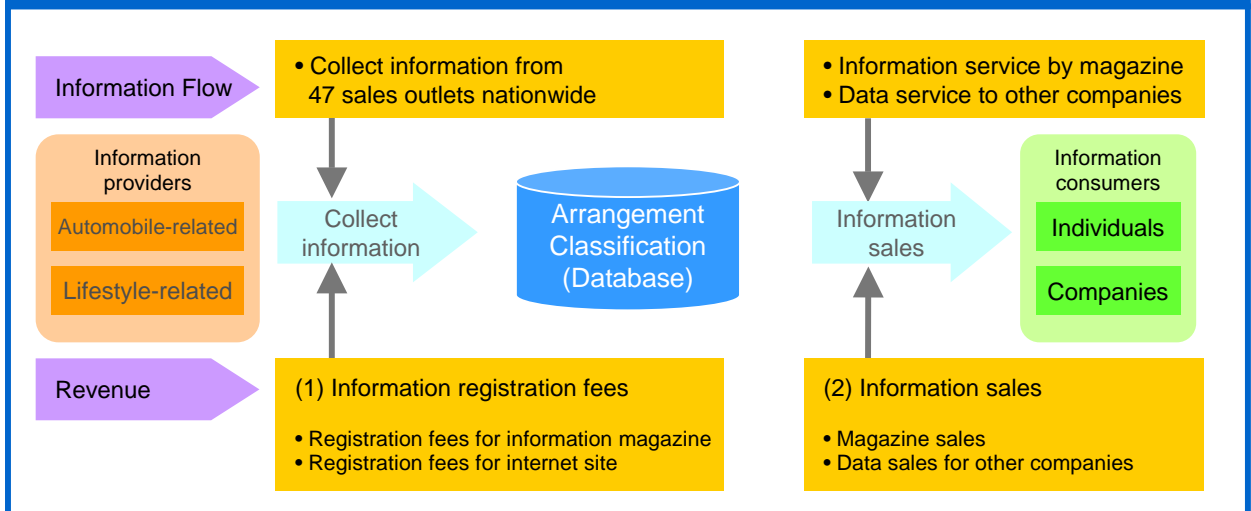 Information Flow
• Collect information from
47 sales outlets nationwide
• Information service by magazine
• Data service to other companies
Information
providers
Automobile-related
Lifestyle-related
Collect
information
Arrangement
Classification
(Database)
Information
sales
Information
consumers
Individuals
Companies
Revenue
(1) Information registration fees
• Registration fees for information magazine
• Registration fees for internet site
(2) Information sales
• Magazine sales
• Data sales for other companies